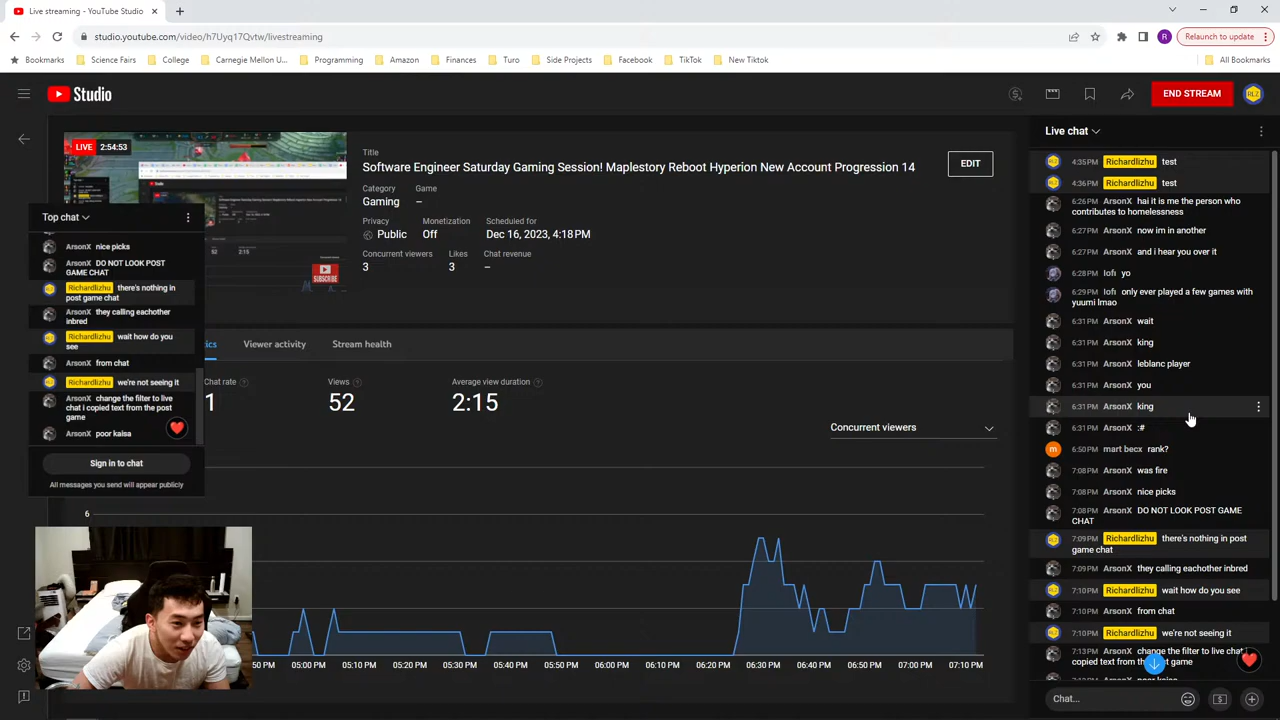 Live streaming - YouTube Studio
studio.youtube.com/video/h7Uyq17Qvtw/livestreaming
R
Relaunch to update
Bookmarks
Science Fairs
College
Carnegie Mellon U...
Programming
Amazon
Finances
Turo
Side Projects
Facebook
TikTok
New Tiktok
All Bookmarks
Studio
END STREAM
LIVE 2:54:53
Title
Software Engineer Saturday Gaming Session! Maplestory Reboot Hyperion New Account Progression 14
EDIT
Category
Game
Gaming
–
Privacy
Monetization
Scheduled for
Public
Off
Dec 16, 2023, 4:18 PM
Concurrent viewers
Likes
Chat revenue
3
3
–
SUBSCRIBE
Top chat
ArsonX nice picks
ArsonX DO NOT LOOK POST
GAME CHAT
Richardlizhu there's nothing in
post game chat
ArsonX they calling eachother
inbred
Richardlizhu wait how do you
see
ArsonX from chat
Richardlizhu we're not seeing it
ArsonX change the filter to live
chat i copied text from the post
game
ArsonX poor kaisa
Sign in to chat
All messages you send will appear publicly
tics
Viewer activity
Stream health
Chat rate
Views
Average view duration
1
52
2:15
Concurrent viewers
6
50 PM
05:00 PM
05:10 PM
05:20 PM
05:30 PM
05:40 PM
05:50 PM
06:00 PM
06:10 PM
06:20 PM
06:30 PM
06:40 PM
06:50 PM
07:00 PM
07:10 PM
Live chat
4:35 PM Richardlizhu test
4:36 PM Richardlizhu test
6:26 PM ArsonX hai it is me the person who
contributes to homelessness
6:27 PM ArsonX now im in another
6:27 PM ArsonX and i hear you over it
6:28 PM lofi yo
6:29 PM lofi only ever played a few games with
yuumi lmao
6:31 PM ArsonX wait
6:31 PM ArsonX king
6:31 PM ArsonX leblanc player
6:31 PM ArsonX you
6:31 PM ArsonX king
6:31 PM ArsonX :#
m 6:50 PM mart becx rank?
7:08 PM ArsonX was fire
7:08 PM ArsonX nice picks
7:08 PM ArsonX DO NOT LOOK POST GAME
CHAT
7:09 PM Richardlizhu there's nothing in post
game chat
7:09 PM ArsonX they calling eachother inbred
7:10 PM Richardlizhu wait how do you see
7:10 PM ArsonX from chat
7:10 PM Richardlizhu we're not seeing it
7:13 PM ArsonX change the filter to live chat i
copied text from the post game
ArsonX poor kaisa
Chat...